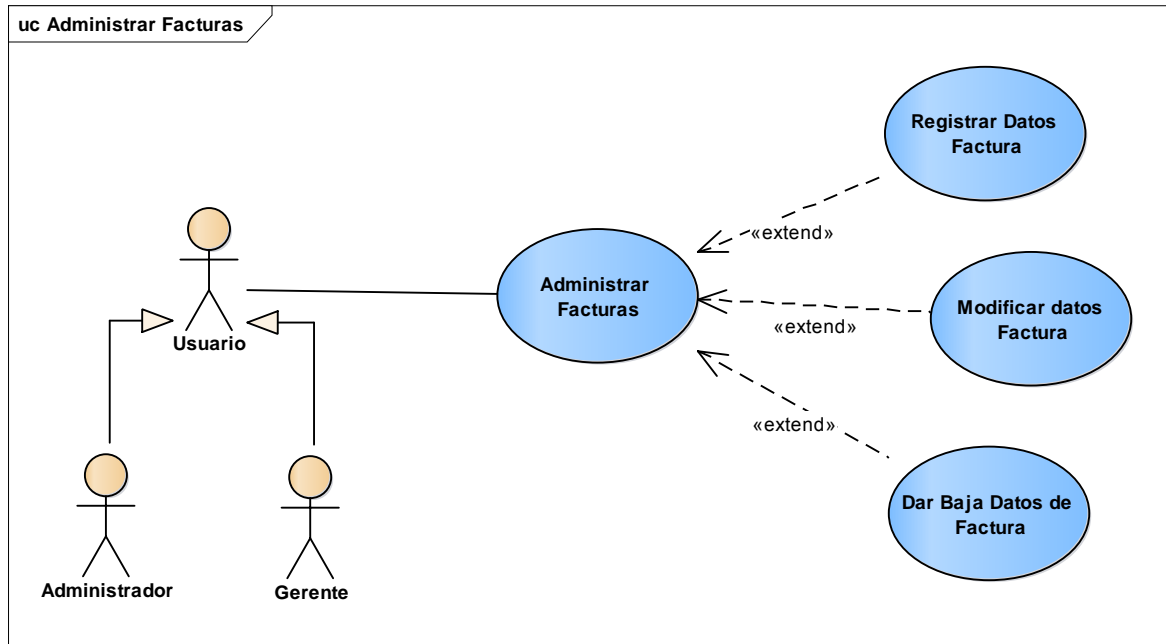 uc Administrar Facturas
Registrar Datos
Factura
«extend»
Administrar
Facturas
Modificar datos
Factura
«extend»
Usuario
«extend»
Dar Baja Datos de
Factura
Administrador
Gerente